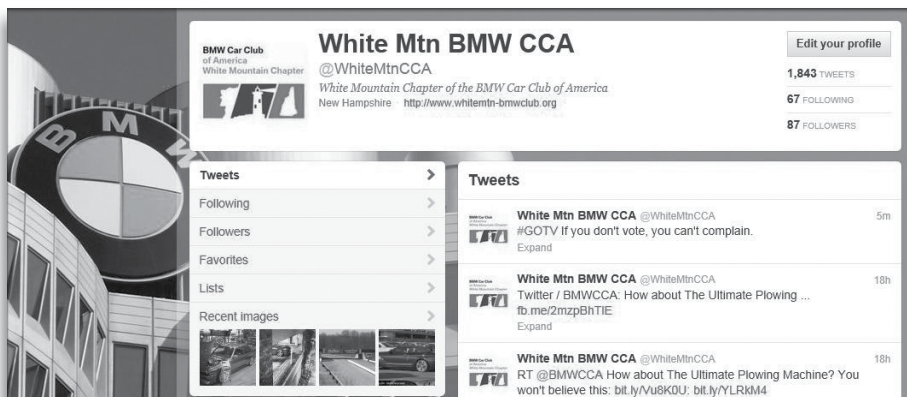 BMW Car Club
of America
White Mountain Chapter
White Mtn BMW CCA
@WhiteMtnCCA
White Mountain Chapter of the BMW Car Club of America
New Hampshire · http://www.whitemtn-bmwclub.org
Edit your profile
1,843 TWEETS
67 FOLLOWING
87 FOLLOWERS
B M W
Tweets
Following
Followers
Favorites
Lists
Recent images
Tweets
White Mtn BMW CCA @WhiteMtnCCA 5m
#GOTV If you don't vote, you can't complain.
Expand
White Mtn BMW CCA @WhiteMtnCCA 18h
Twitter / BMWCCA: How about The Ultimate Plowing ...
fb.me/2mzpBhTIE
Expand
White Mtn BMW CCA @WhiteMtnCCA 18h
RT @BMWCCA How about The Ultimate Plowing Machine? You
won't believe this: bit.ly/Vu8K0U: bit.ly/YLRkM4